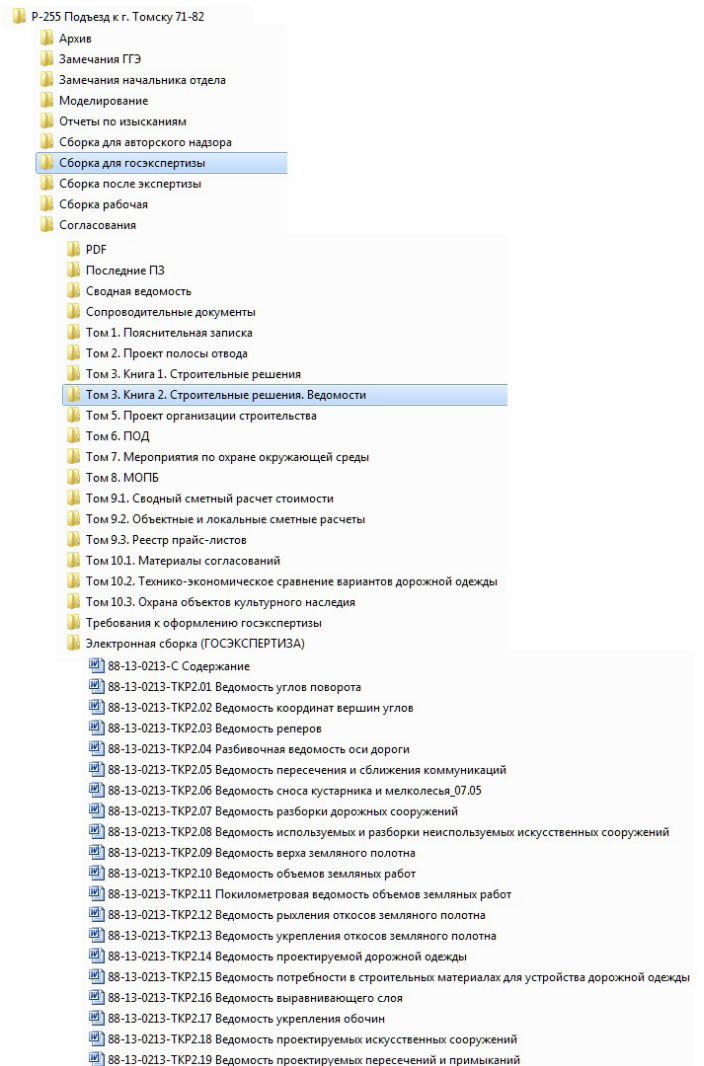 Р-255 Подъезд к г. Томску 71-82
Архив
Замечания ГГЭ
Замечания начальника отдела
Моделирование
Отчеты по изысканиям
Сборка для авторского надзора
Сборка для госэкспертизы
Сборка после экспертизы
Сборка рабочая
Согласования
PDF
Последние ПЗ
Сводная ведомость
Сопроводительные документы
Том 1. Пояснительная записка
Том 2. Проект полосы отвода
Том 3. Книга 1. Строительные решения
Том 3. Книга 2. Строительные решения. Ведомости
Том 5. Проект организации строительства
Том 6. ПОД
Том 7. Мероприятия по охране окружающей среды
Том 8. МОПБ
Том 9.1. Сводный сметный расчет стоимости
Том 9.2. Объектные и локальные сметные расчеты
Том 9.3. Реестр прайс-листов
Том 10.1. Материалы согласований
Том 10.2. Технико-экономическое сравнение вариантов дорожной одежды
Том 10.3. Охрана объектов культурного наследия
Требования к оформлению госэкспертизы
Электронная сборка (ГОСЭКСПЕРТИЗА)
88-13-0213-С Содержание
88-13-0213-ТКР2.01 Ведомость углов поворота
88-13-0213-ТКР2.02 Ведомость координат вершин углов
88-13-0213-ТКР2.03 Ведомость реперов
88-13-0213-ТКР2.04 Разбивочная ведомость оси дороги
88-13-0213-ТКР2.05 Ведомость пересечения и сближения коммуникаций
88-13-0213-ТКР2.06 Ведомость сноса кустарника и мелколесья_07.05
88-13-0213-ТКР2.07 Ведомость разборки дорожных сооружений
88-13-0213-ТКР2.08 Ведомость используемых и разборки неиспользуемых искусственных сооружений
88-13-0213-ТКР2.09 Ведомость верха земляного полотна
88-13-0213-ТКР2.10 Ведомость объемов земляных работ
88-13-0213-ТКР2.11 Покилометровая ведомость объемов земляных работ
88-13-0213-ТКР2.12 Ведомость рыхления откосов земляного полотна
88-13-0213-ТКР2.13 Ведомость укрепления откосов земляного полотна
88-13-0213-ТКР2.14 Ведомость проектируемой дорожной одежды
88-13-0213-ТКР2.15 Ведомость потребности в строительных материалах для устройства дорожной одежды
88-13-0213-ТКР2.16 Ведомость выравнивающего слоя
88-13-0213-ТКР2.17 Ведомость укрепления обочин
88-13-0213-ТКР2.18 Ведомость проектируемых искусственных сооружений
88-13-0213-ТКР2.19 Ведомость проектируемых пересечений и примыканий